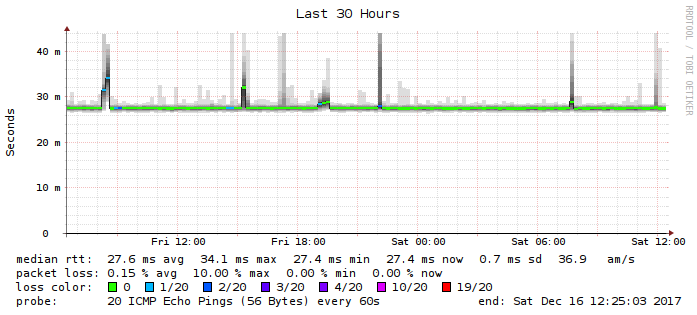 Last 30 Hours
RRDTOOL / TOBI OETIKER
Seconds
40 m
30 m
20 m
10 m
0
Fri 12:00 Fri 18:00 Sat 00:00 Sat 06:00 Sat 12:00
median rtt: 27.6 ms avg 34.1 ms max 27.4 ms min 27.4 ms now 0.7 ms sd 36.9 am/s
packet loss: 0.15 % avg 10.00 % max 0.00 % min 0.00 % now
loss color: 0 1/20 2/20 3/20 4/20 10/20 19/20
probe: 20 ICMP Echo Pings (56 Bytes) every 60s end: Sat Dec 16 12:25:03 2017